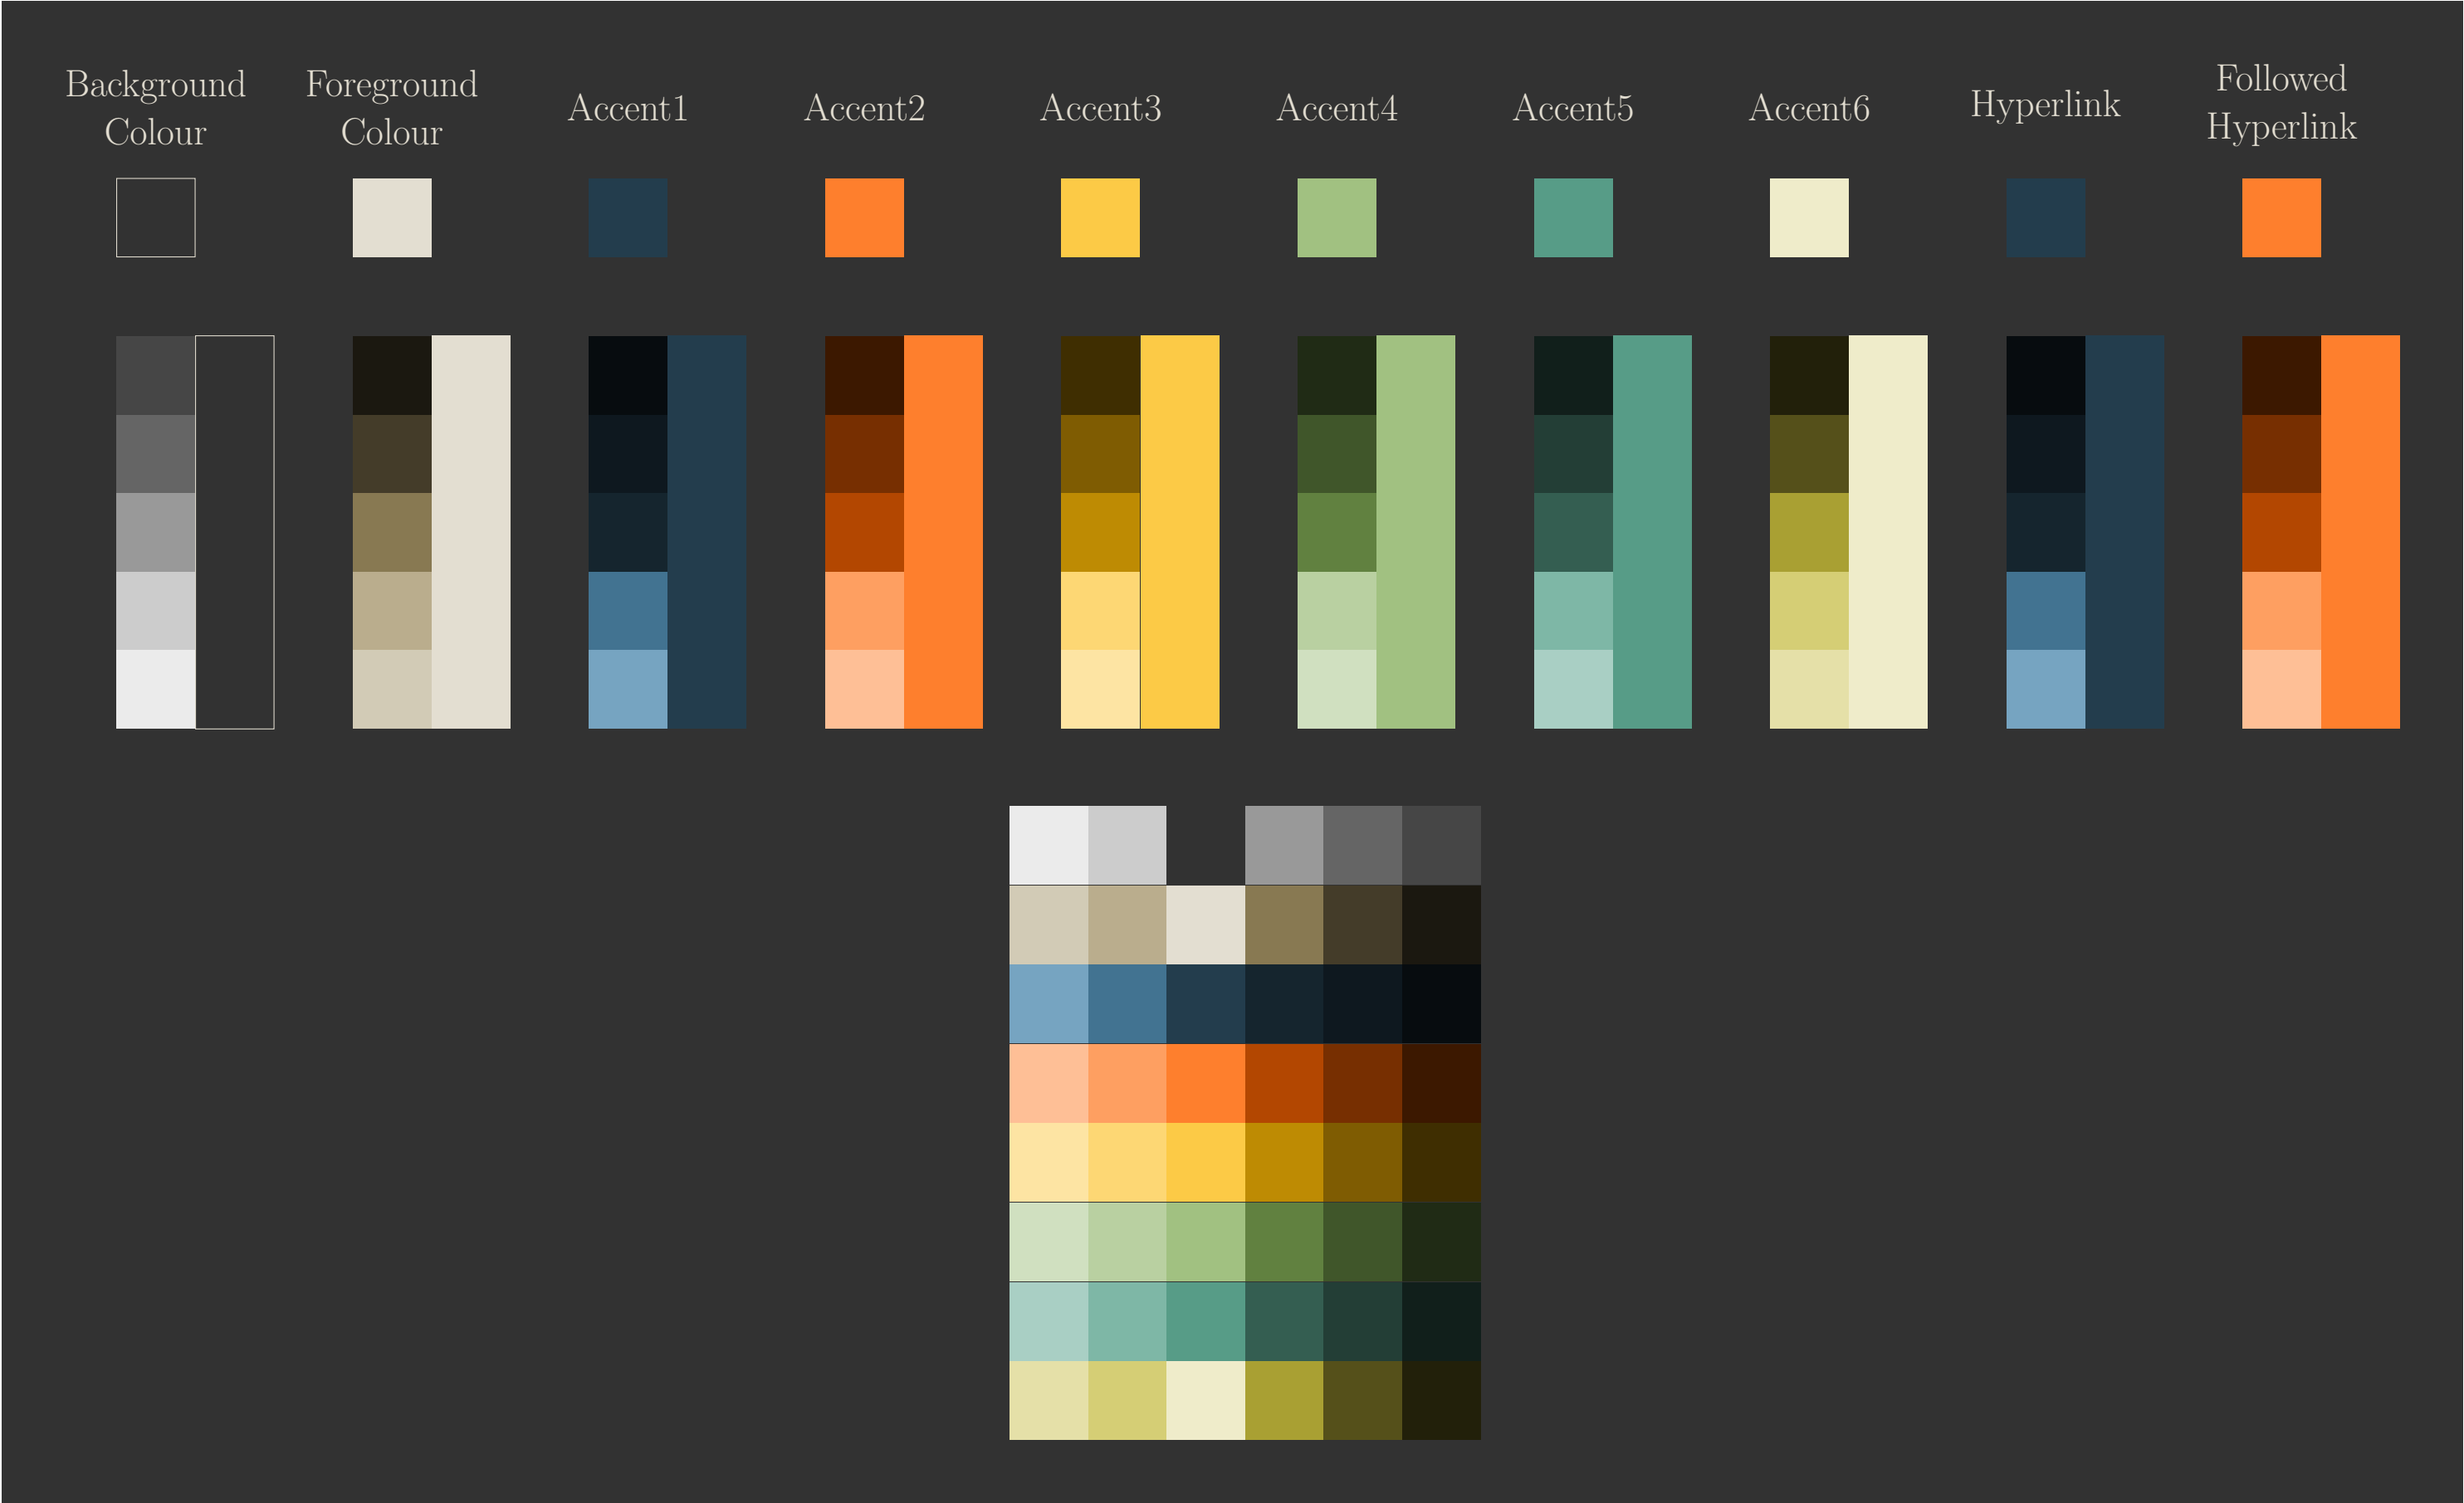 Background
Colour
Foreground
Colour
Accent1
Accent2
Accent3
Accent4
Accent5
Accent6
Hyperlink
Followed
Hyperlink